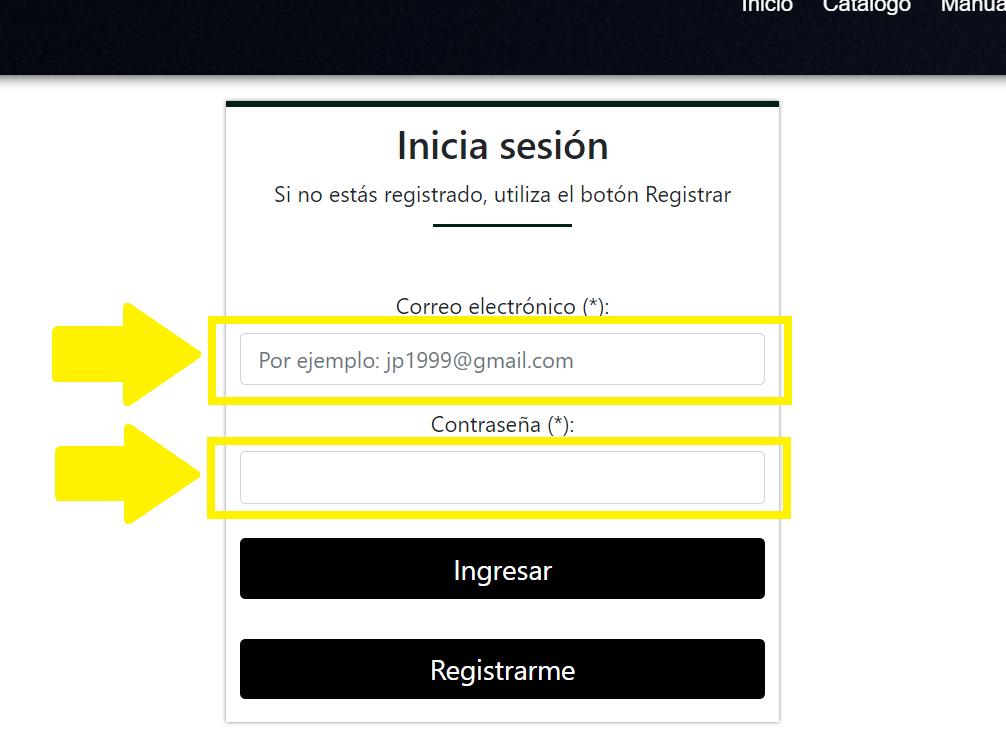 Inicio Catálogo
Inicia sesión
Si no estás registrado, utiliza el botón Registrar
Correo electrónico (*):
Por ejemplo: jp1999@gmail.com
Contraseña (*):
Ingresar
Registrarme